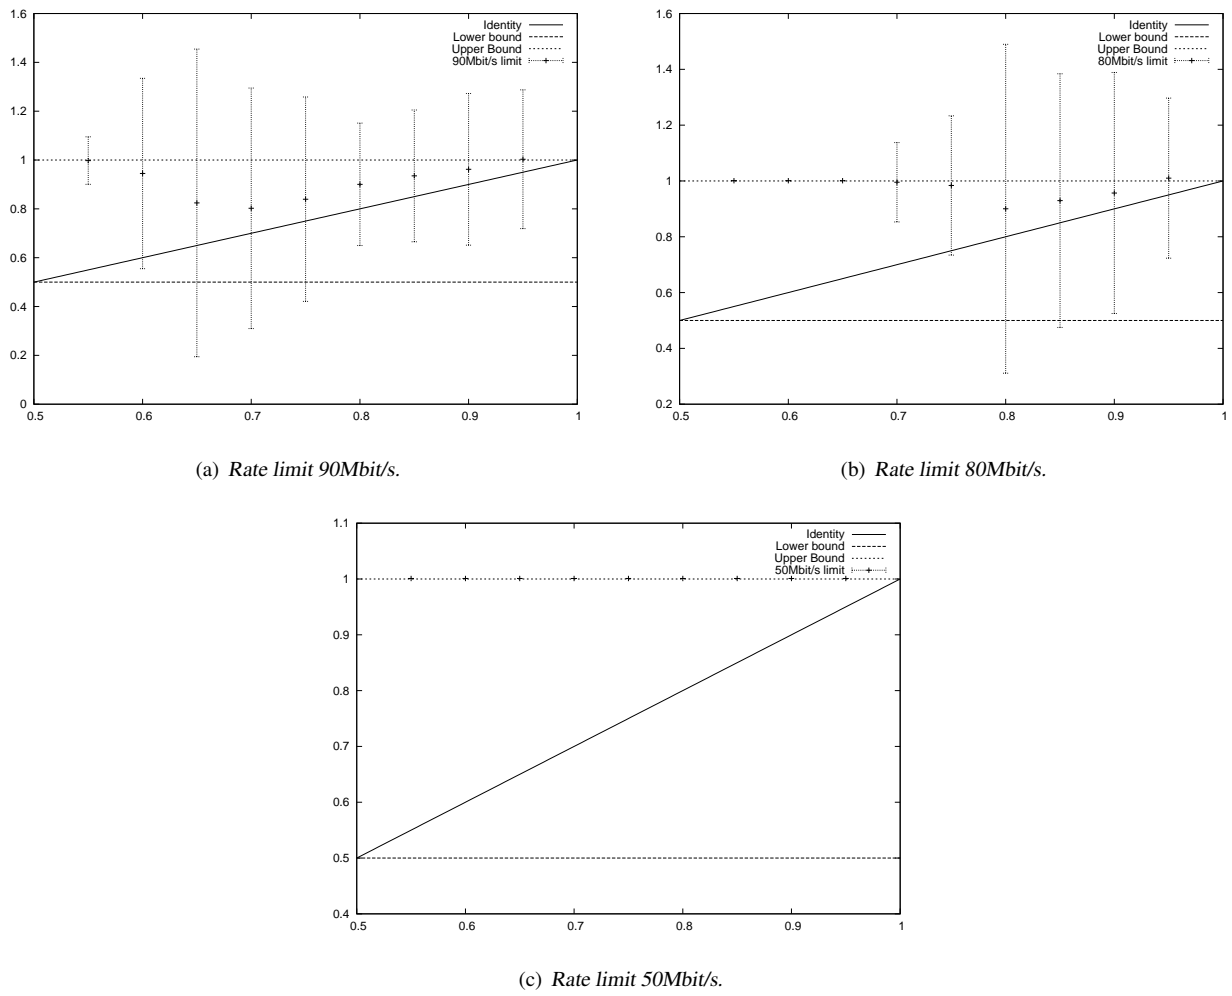 1.6
1.4
1.2
1
0.8
0.6
0.4
0.2
0
0.5
0.6
0.7
0.8
0.9
1
Identity
Lower bound
Upper Bound
90Mbit/s limit
(a) Rate limit 90Mbit/s.
1.6
1.4
1.2
1
0.8
0.6
0.4
0.2
0.5
0.6
0.7
0.8
0.9
1
Identity
Lower bound
Upper Bound
80Mbit/s limit
(b) Rate limit 80Mbit/s.
1.1
1
0.9
0.8
0.7
0.6
0.5
0.4
0.5
0.6
0.7
0.8
0.9
1
Identity
Lower bound
Upper Bound
50Mbit/s limit
(c) Rate limit 50Mbit/s.